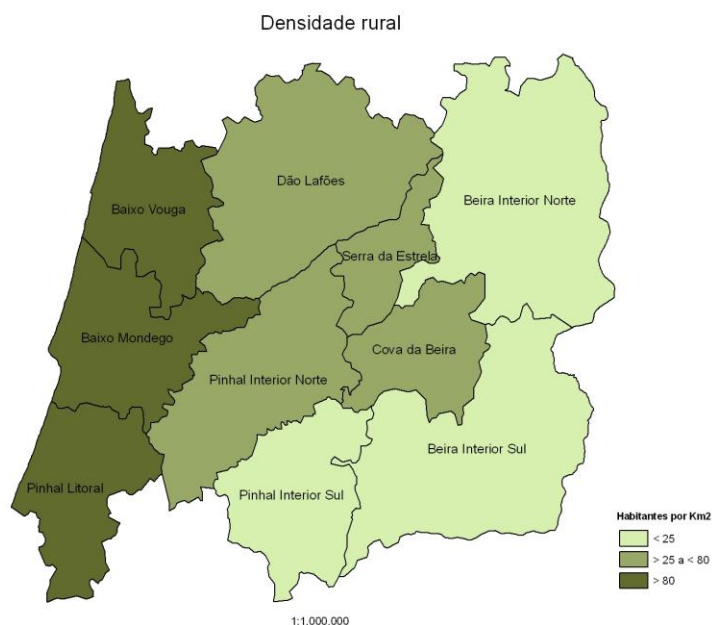 Densidade rural
Dão Lafões
Baixo Vouga
Beira Interior Norte
Serra da Estrela
Baixo Mondego
Cova da Beira
Pinhal Interior Norte
Beira Interior Sul
Pinhal Litoral
Pinhal Interior Sul
Habitantes por Km2
< 25
> 25 a < 80
> 80
1:1.000.000